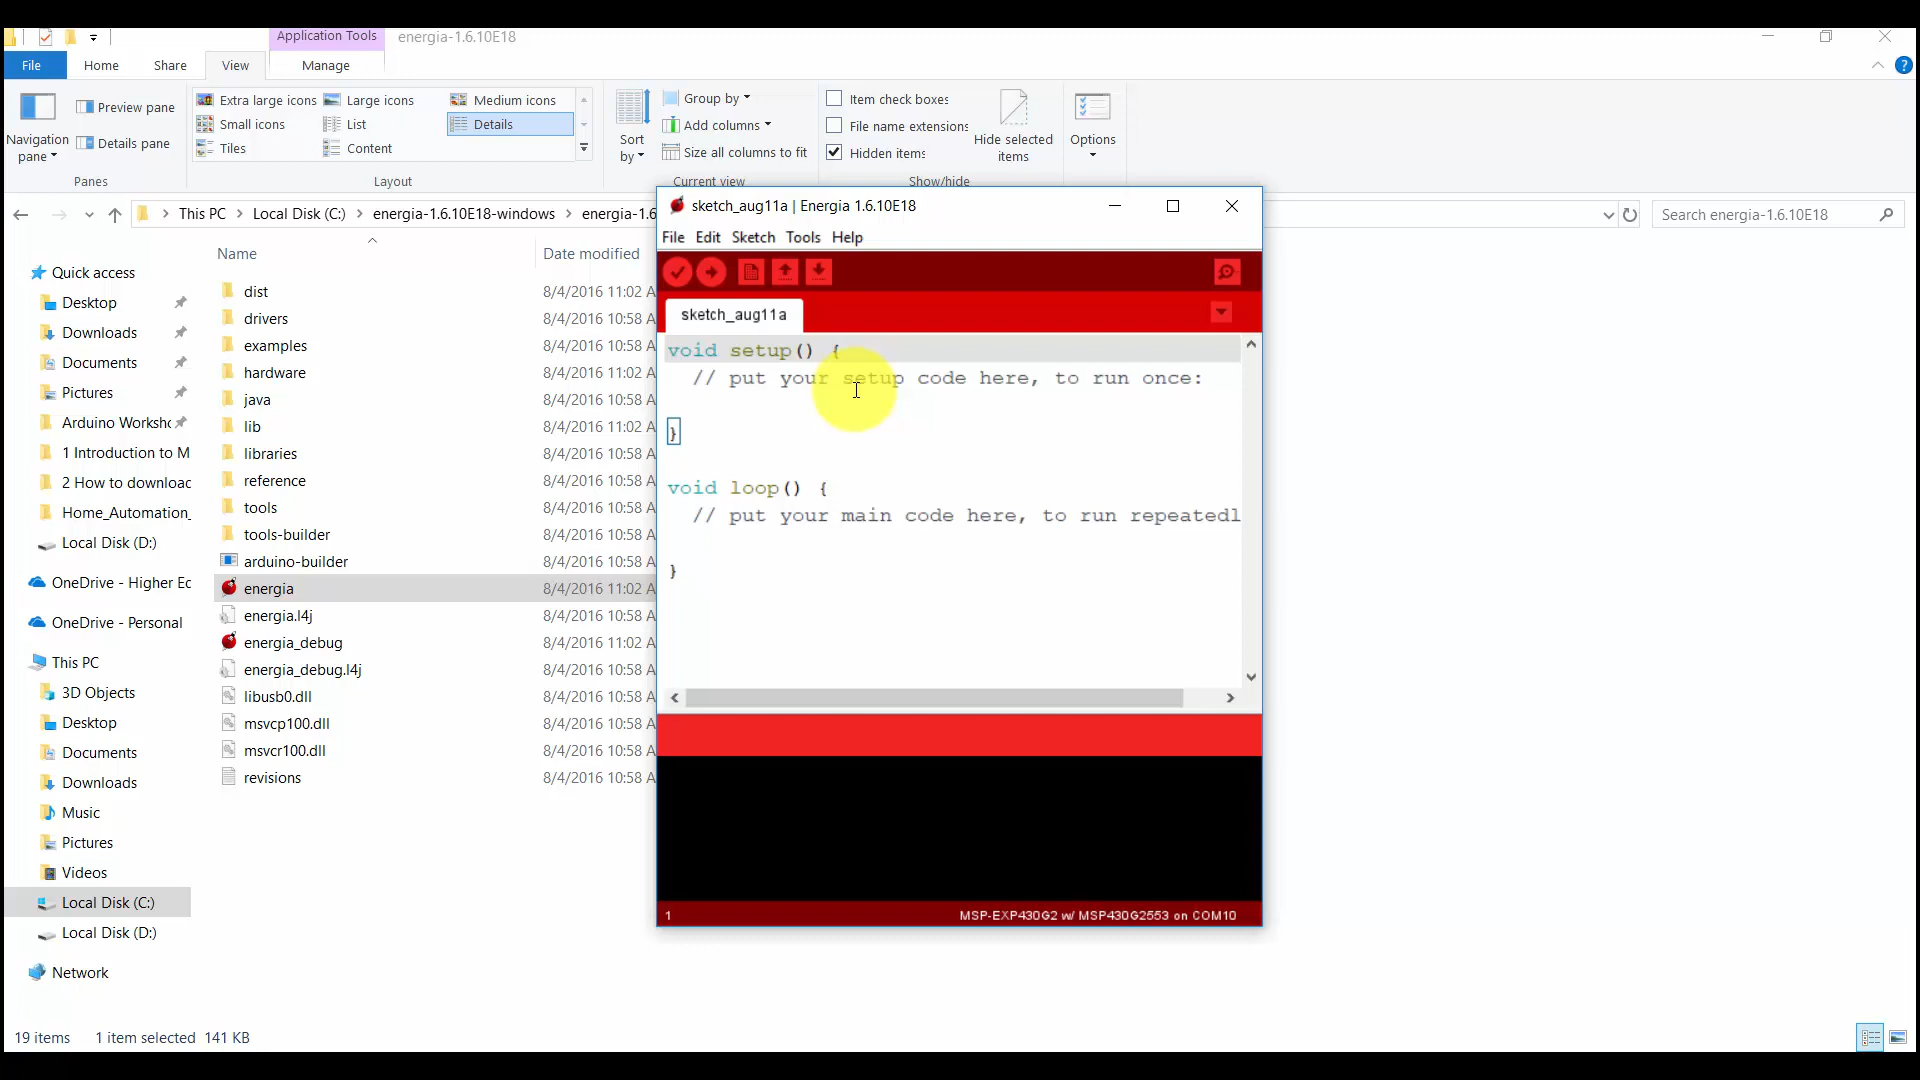 Application Tools energia-1.6.10E18
File Home Share View Manage
Navigation pane
Preview pane
Details pane
Panes
Extra large icons Large icons Medium icons
Small icons List Details
Tiles Content
Layout
Sort by
Group by
Add columns
Size all columns to fit
Current view
Item check boxes
File name extensions
Hidden items
Hide selected items
Show/hide
Options
This PC Local Disk (C:) energia-1.6.10E18-windows energia-1.6
Search energia-1.6.10E18
Quick access
Desktop
Downloads
Documents
Pictures
Arduino Worksho
1 Introduction to M
2 How to downloac
Home_Automation_
Local Disk (D:)
OneDrive - Higher Ec
OneDrive - Personal
This PC
3D Objects
Desktop
Documents
Downloads
Music
Pictures
Videos
Local Disk (C:)
Local Disk (D:)
Network
Name Date modified
dist 8/4/2016 11:02 A
drivers 8/4/2016 10:58 A
examples 8/4/2016 10:58 A
hardware 8/4/2016 11:02 A
java 8/4/2016 10:58 A
lib 8/4/2016 11:02 A
libraries 8/4/2016 10:58 A
reference 8/4/2016 10:58 A
tools 8/4/2016 10:58 A
tools-builder 8/4/2016 10:58 A
arduino-builder 8/4/2016 10:58 A
energia 8/4/2016 11:02 A
energia.l4j 8/4/2016 10:58 A
energia_debug 8/4/2016 11:02 A
energia_debug.l4j 8/4/2016 10:58 A
libusb0.dll 8/4/2016 10:58 A
msvcp100.dll 8/4/2016 10:58 A
msvcr100.dll 8/4/2016 10:58 A
revisions 8/4/2016 10:58 A
sketch_aug11a | Energia 1.6.10E18
File Edit Sketch Tools Help
sketch_aug11a
void setup() {
// put your setup code here, to run once:
}
void loop() {
// put your main code here, to run repeatedl
}
1 MSP-EXP430G2 w/ MSP430G2553 on COM10
19 items 1 item selected 141 KB